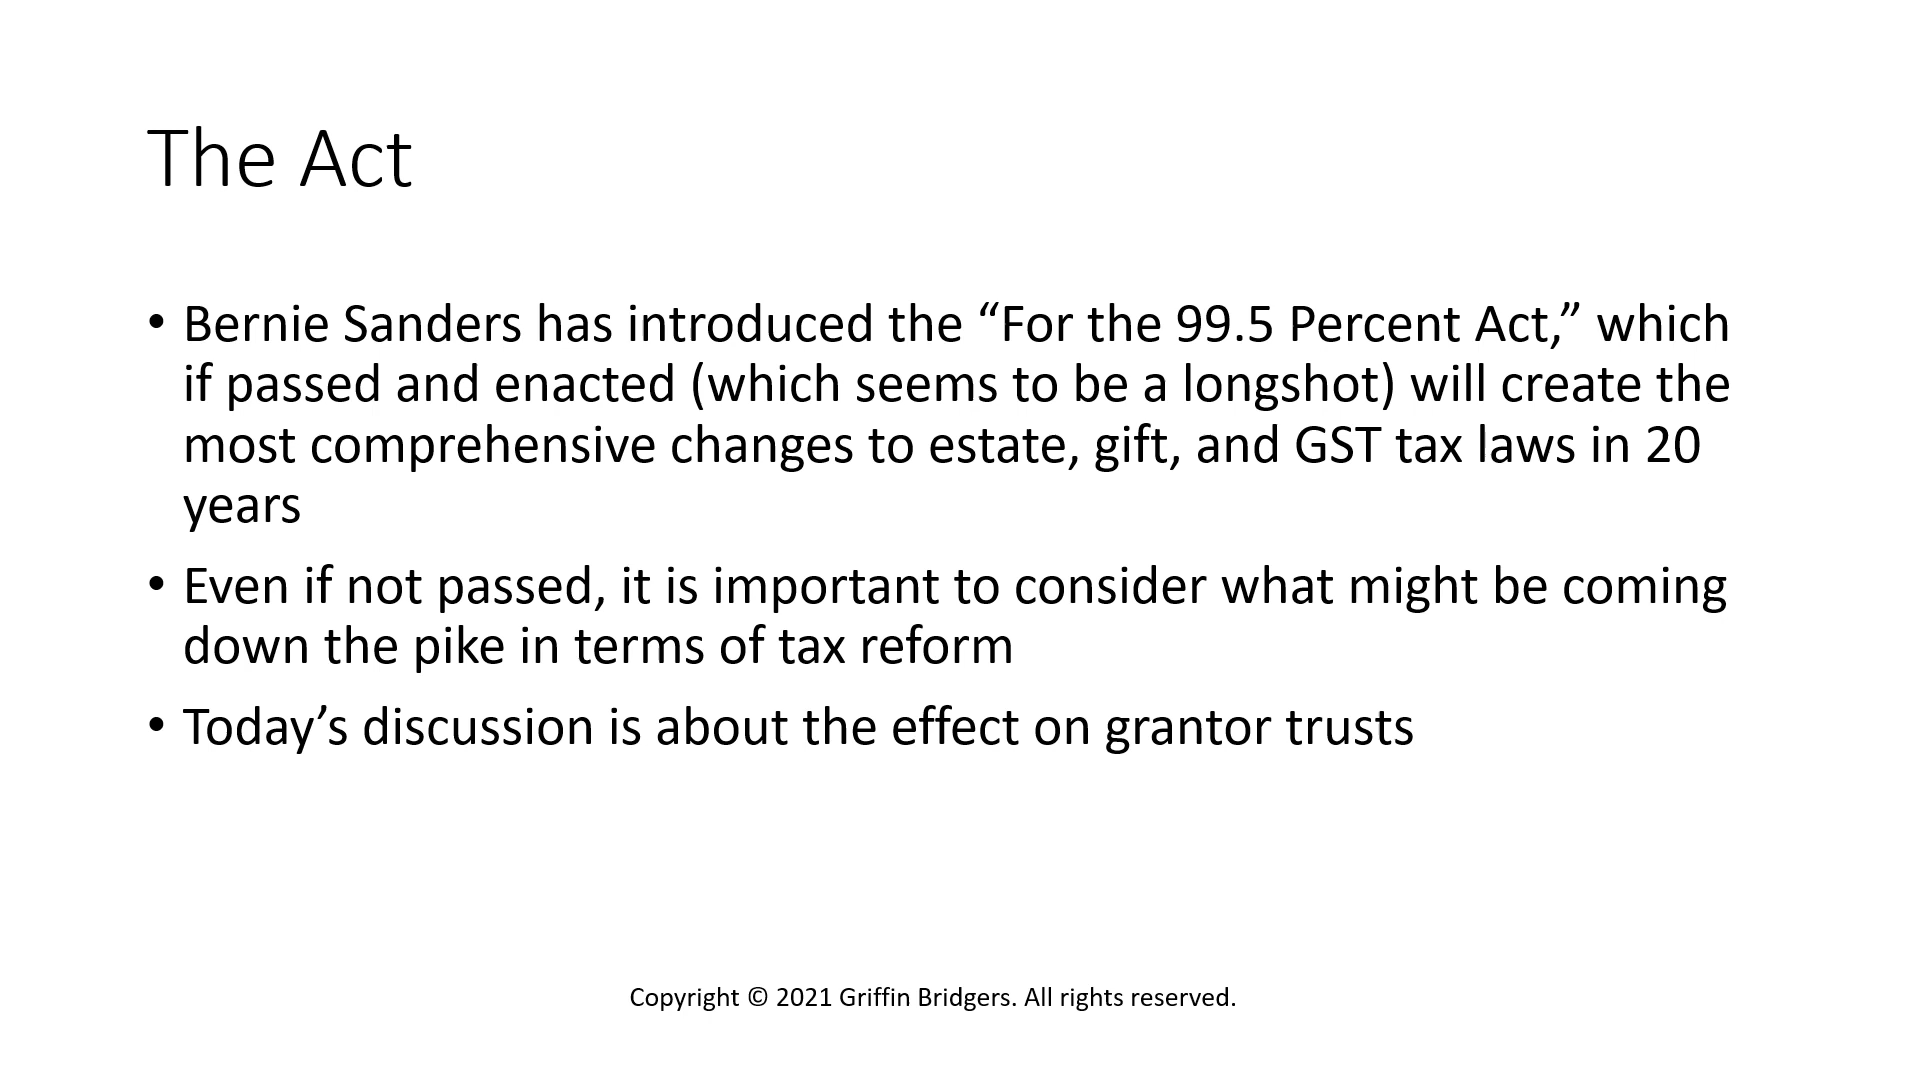 The Act
• Bernie Sanders has introduced the “For the 99.5 Percent Act,” which
if passed and enacted (which seems to be a longshot) will create the
most comprehensive changes to estate, gift, and GST tax laws in 20
years
• Even if not passed, it is important to consider what might be coming
down the pike in terms of tax reform
• Today’s discussion is about the effect on grantor trusts
Copyright © 2021 Griffin Bridgers. All rights reserved.